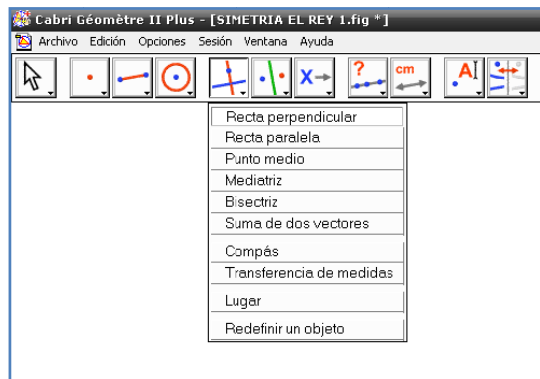 Cabri Géomètre II Plus - [SIMETRIA EL REY 1.fig *]
Archivo Edición Opciones Sesión Ventana Ayuda
X ? cm A
Recta perpendicular
Recta paralela
Punto medio
Mediatriz
Bisectriz
Suma de dos vectores
Compás
Transferencia de medidas
Lugar
Redefinir un objeto